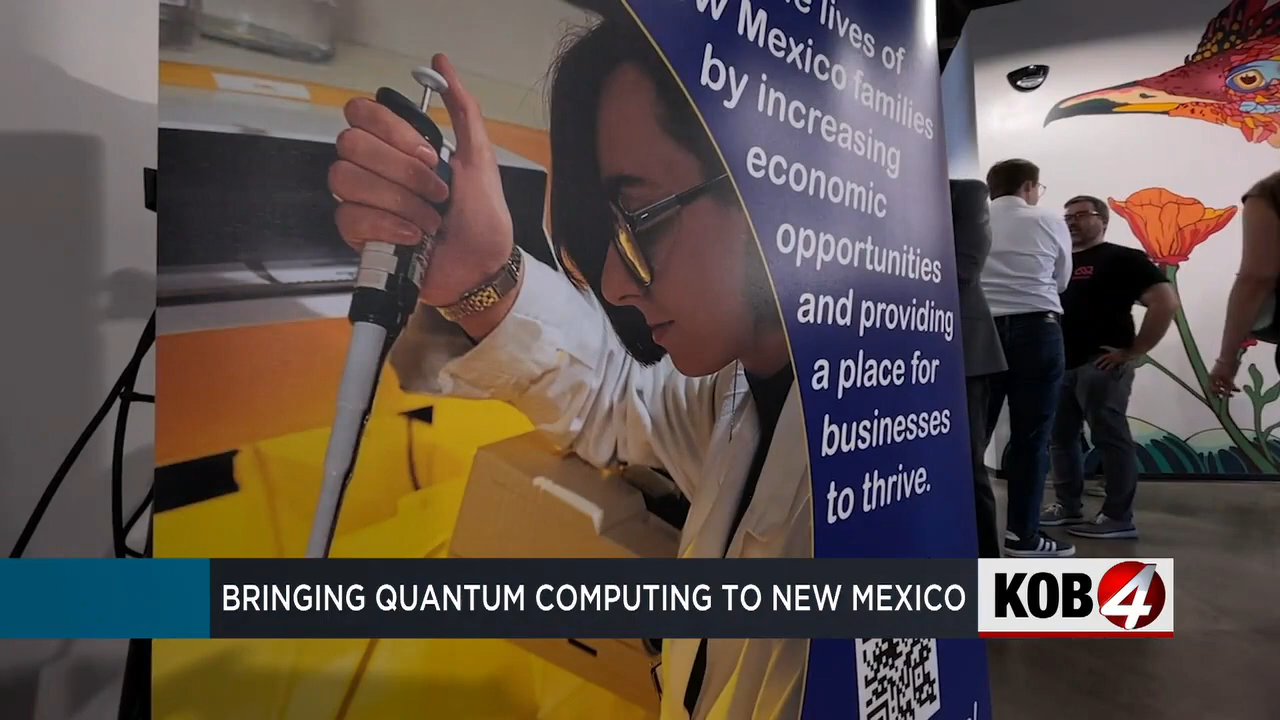 lives of
Mexico families
by increasing
economic
opportunities
and providing
a place for
businesses
to thrive.
BRINGING QUANTUM COMPUTING TO NEW MEXICO
KOB 4